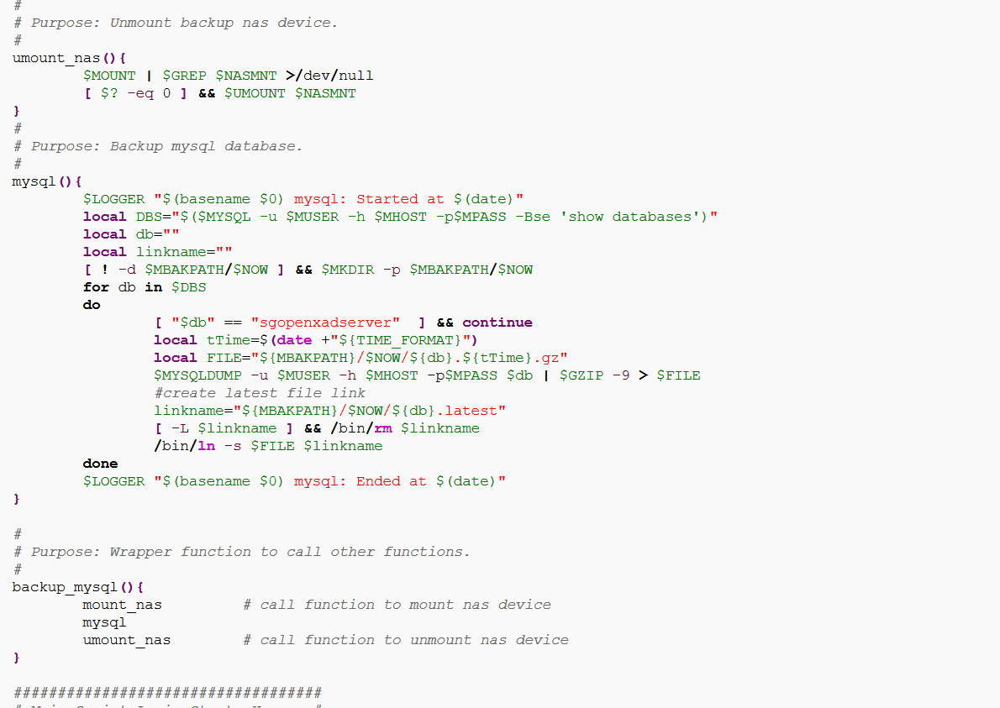 #
# Purpose: Unmount backup nas device.
#
umount_nas(){
        $MOUNT | $GREP $NASMNT >/dev/null
        [ $? -eq 0 ] && $UMOUNT $NASMNT
}
#
# Purpose: Backup mysql database.
#
mysql(){
        $LOGGER "$(basename $0) mysql: Started at $(date)"
        local DBS="$($MYSQL -u $MUSER -h $MHOST -p$MPASS -Bse 'show databases')"
        local db=""
        local linkname=""
        [ ! -d $MBAKPATH/$NOW ] && $MKDIR -p $MBAKPATH/$NOW
        for db in $DBS
        do
                [ "$db" == "sgopenxadserver"  ] && continue
                local tTime=$(date +"${TIME_FORMAT}")
                local FILE="${MBAKPATH}/$NOW/${db}.${tTime}.gz"
                $MYSQLDUMP -u $MUSER -h $MHOST -p$MPASS $db | $GZIP -9 > $FILE
                #create latest file link
                linkname="${MBAKPATH}/$NOW/${db}.latest"
                [ -L $linkname ] && /bin/rm $linkname
                /bin/ln -s $FILE $linkname
        done
        $LOGGER "$(basename $0) mysql: Ended at $(date)"
}
#
# Purpose: Wrapper function to call other functions.
#
backup_mysql(){
        mount_nas         # call function to mount nas device
        mysql
        umount_nas        # call function to unmount nas device
}
###################################